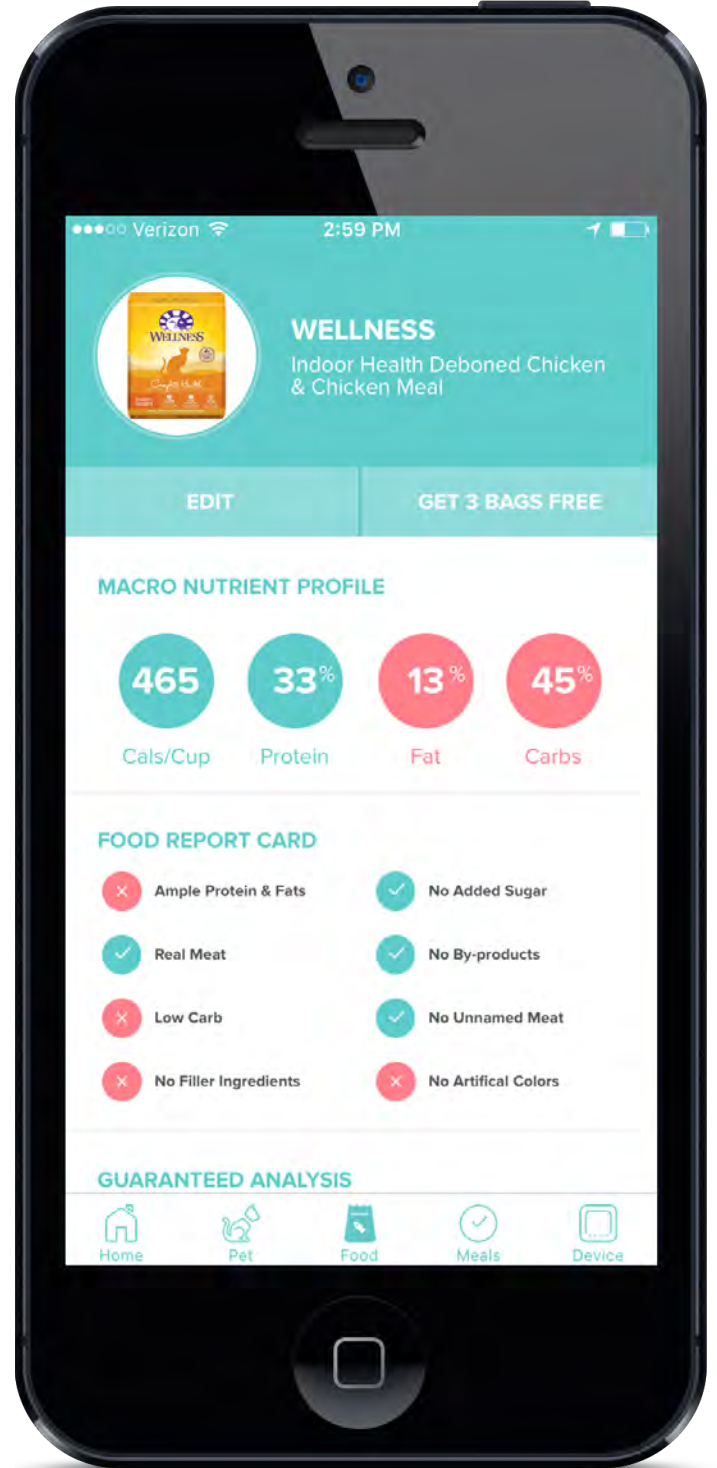 Verizon 2:59 PM
WELLNESS
WELLNESS
Indoor Health Deboned Chicken
& Chicken Meal
Complete Health
EDIT GET 3 BAGS FREE
MACRO NUTRIENT PROFILE
465 33% 13% 45%
Cals/Cup Protein Fat Carbs
FOOD REPORT CARD
Ample Protein & Fats No Added Sugar
Real Meat No By-products
Low Carb No Unnamed Meat
No Filler Ingredients No Artifical Colors
GUARANTEED ANALYSIS
Home Pet Food Meals Device